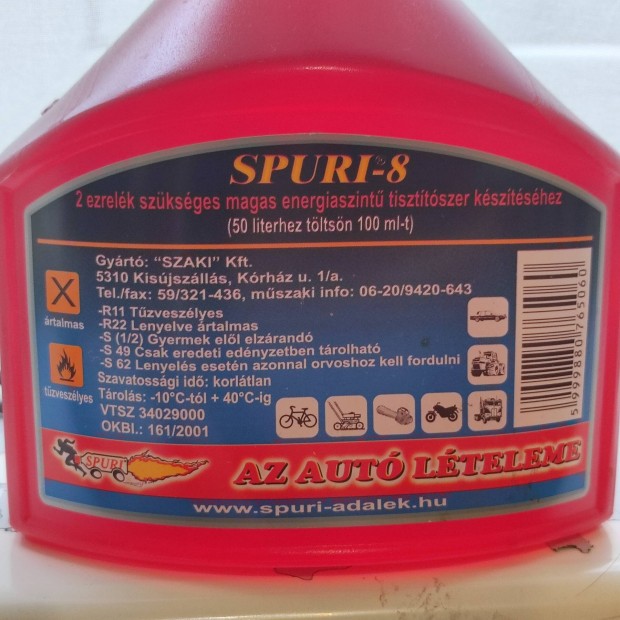 SPURI®-8
2 ezrelék szükséges magas energiaszintű tisztítószer készítéséhez
(50 literhez töltsön 100 ml-t)
Gyártó: "SZAKI" Kft.
5310 Kisújszállás, Kórház u. 1/a.
Tel./fax: 59/321-436, műszaki info: 06-20/9420-643
ártalmas
tűzveszélyes
-R11 Tűzveszélyes
-R22 Lenyelve ártalmas
-S (1/2) Gyermek elől elzárandó
-S 49 Csak eredeti edényzetben tárolható
-S 62 Lenyelés esetén azonnal orvoshoz kell fordulni
Szavatossági idő: korlátlan
Tárolás: -10°C-tól + 40°C-ig
VTSZ 34029000
OKBI.: 161/2001
5 999880 765060
SPURI
AZ AUTÓ LÉTELEME
www.spuri-adalek.hu